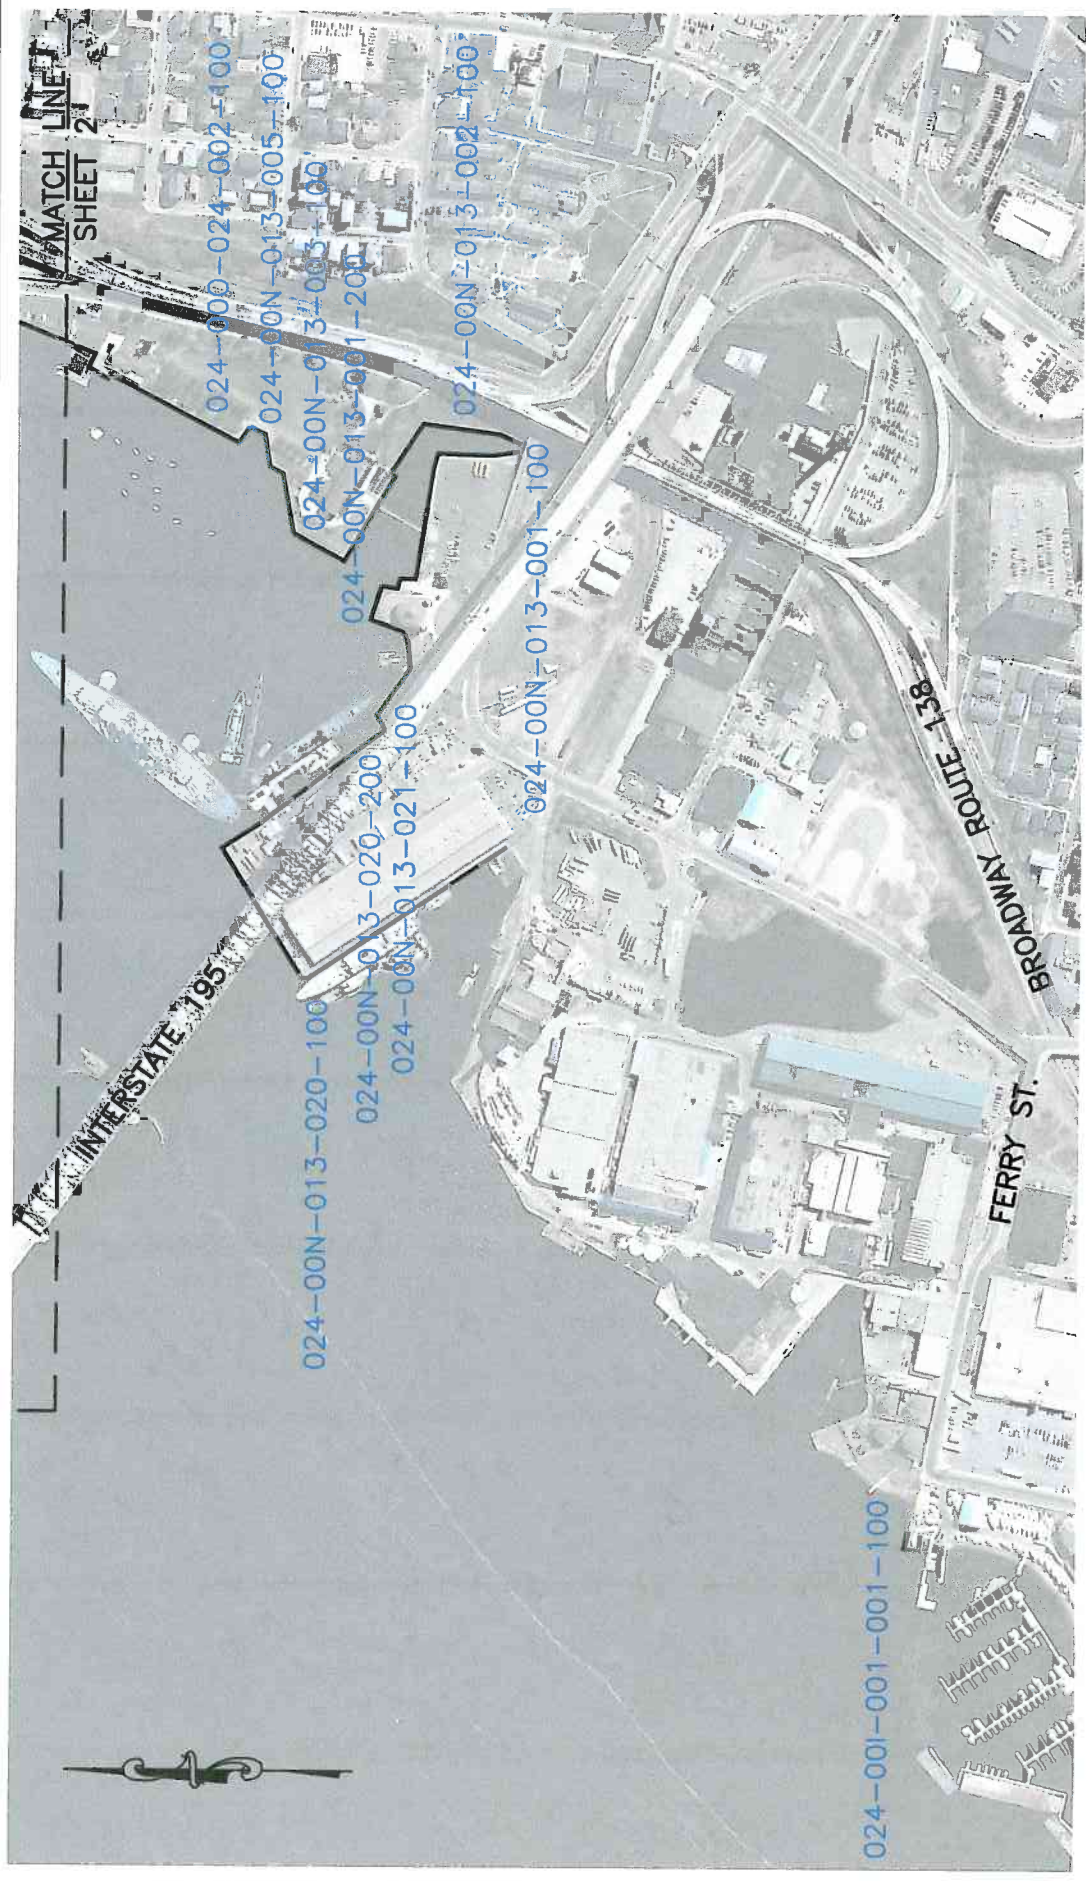 MATCH LINE
SHEET 2
024-000-024-002-100
024-00N-013-005-100
024-00N-013-003-100
024-00N-013-001-200
024-00N-013-002-100
024-00N-013-001-100
INTERSTATE 195
024-00N-013-020-200
024-00N-013-021-100
024-00N-013-020-100
BROADWAY ROUTE 138
FERRY ST.
024-00I-001-001-100